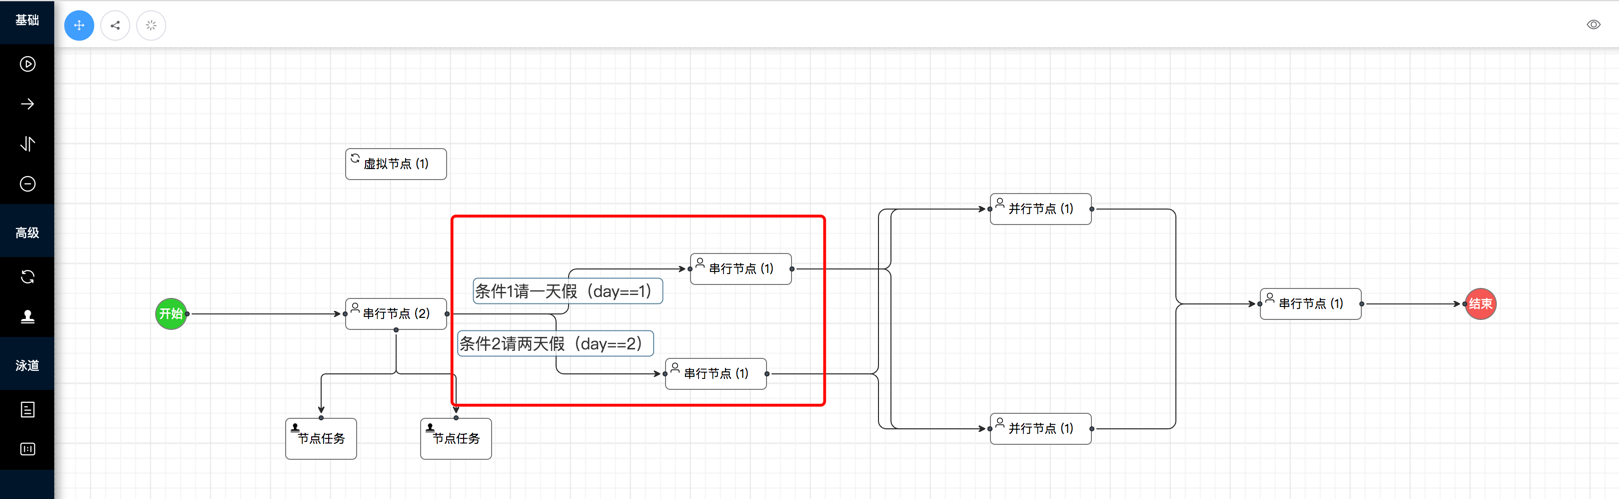 基础
高级
泳道
虚拟节点 (1)
开始
串行节点 (2)
节点任务
节点任务
条件1请一天假（day==1）
条件2请两天假（day==2）
串行节点 (1)
串行节点 (1)
并行节点 (1)
并行节点 (1)
串行节点 (1)
结束